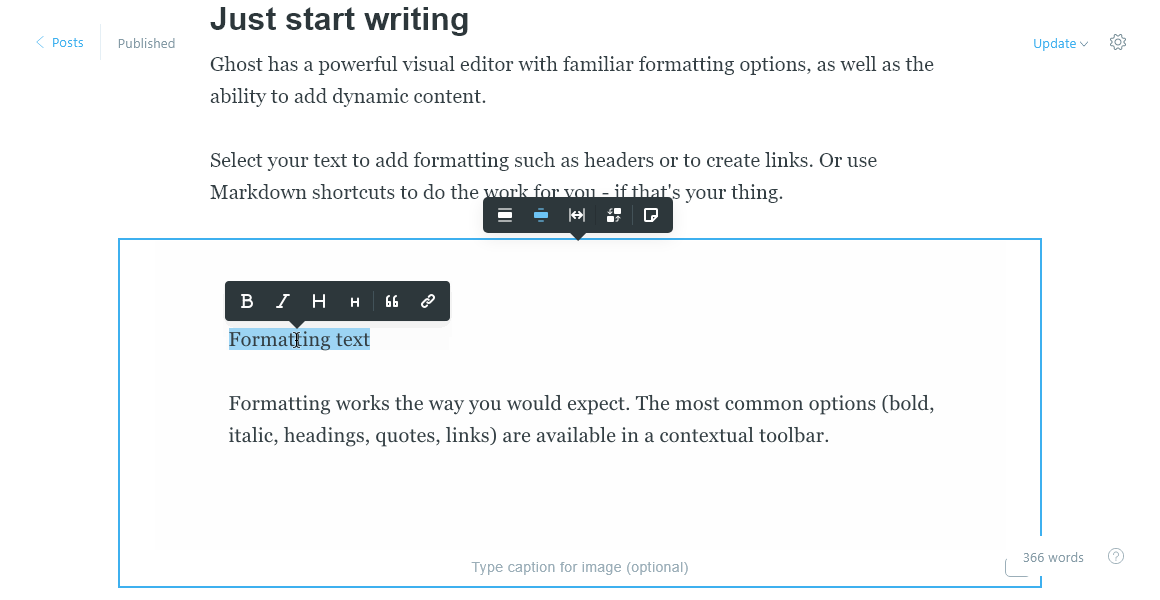 Just start writing
Posts
Published
Update
Ghost has a powerful visual editor with familiar formatting options, as well as the
ability to add dynamic content.
Select your text to add formatting such as headers or to create links. Or use
Markdown shortcuts to do the work for you - if that's your thing.
B I H H
Formatting text
Formatting works the way you would expect. The most common options (bold,
italic, headings, quotes, links) are available in a contextual toolbar.
Type caption for image (optional)
366 words
?